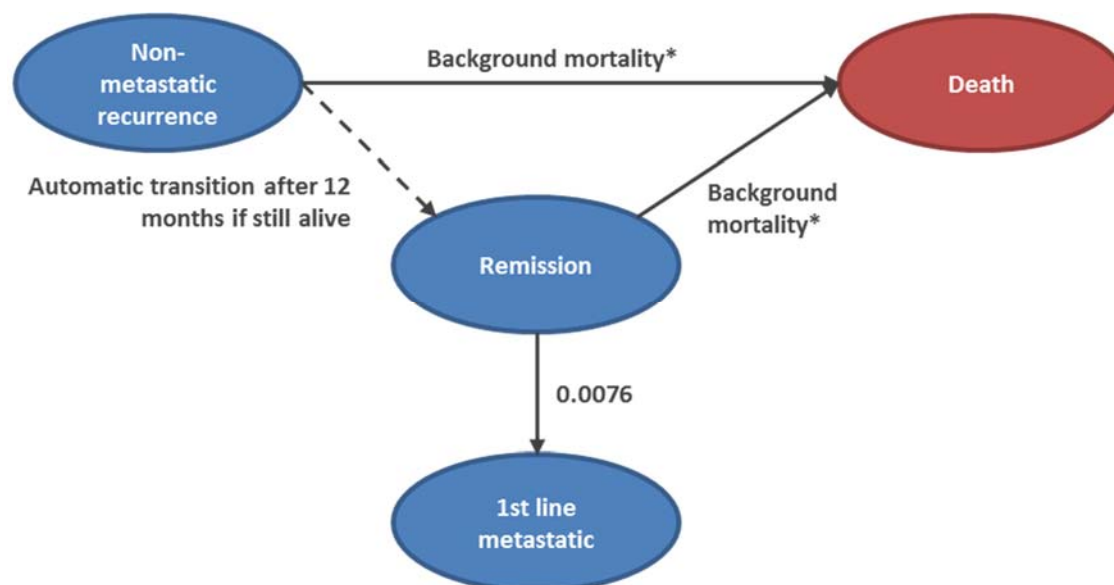 Non-
metastatic
recurrence
Background mortality*
Death
Automatic transition after 12
months if still alive
Background
mortality*
Remission
0.0076
1st line
metastatic